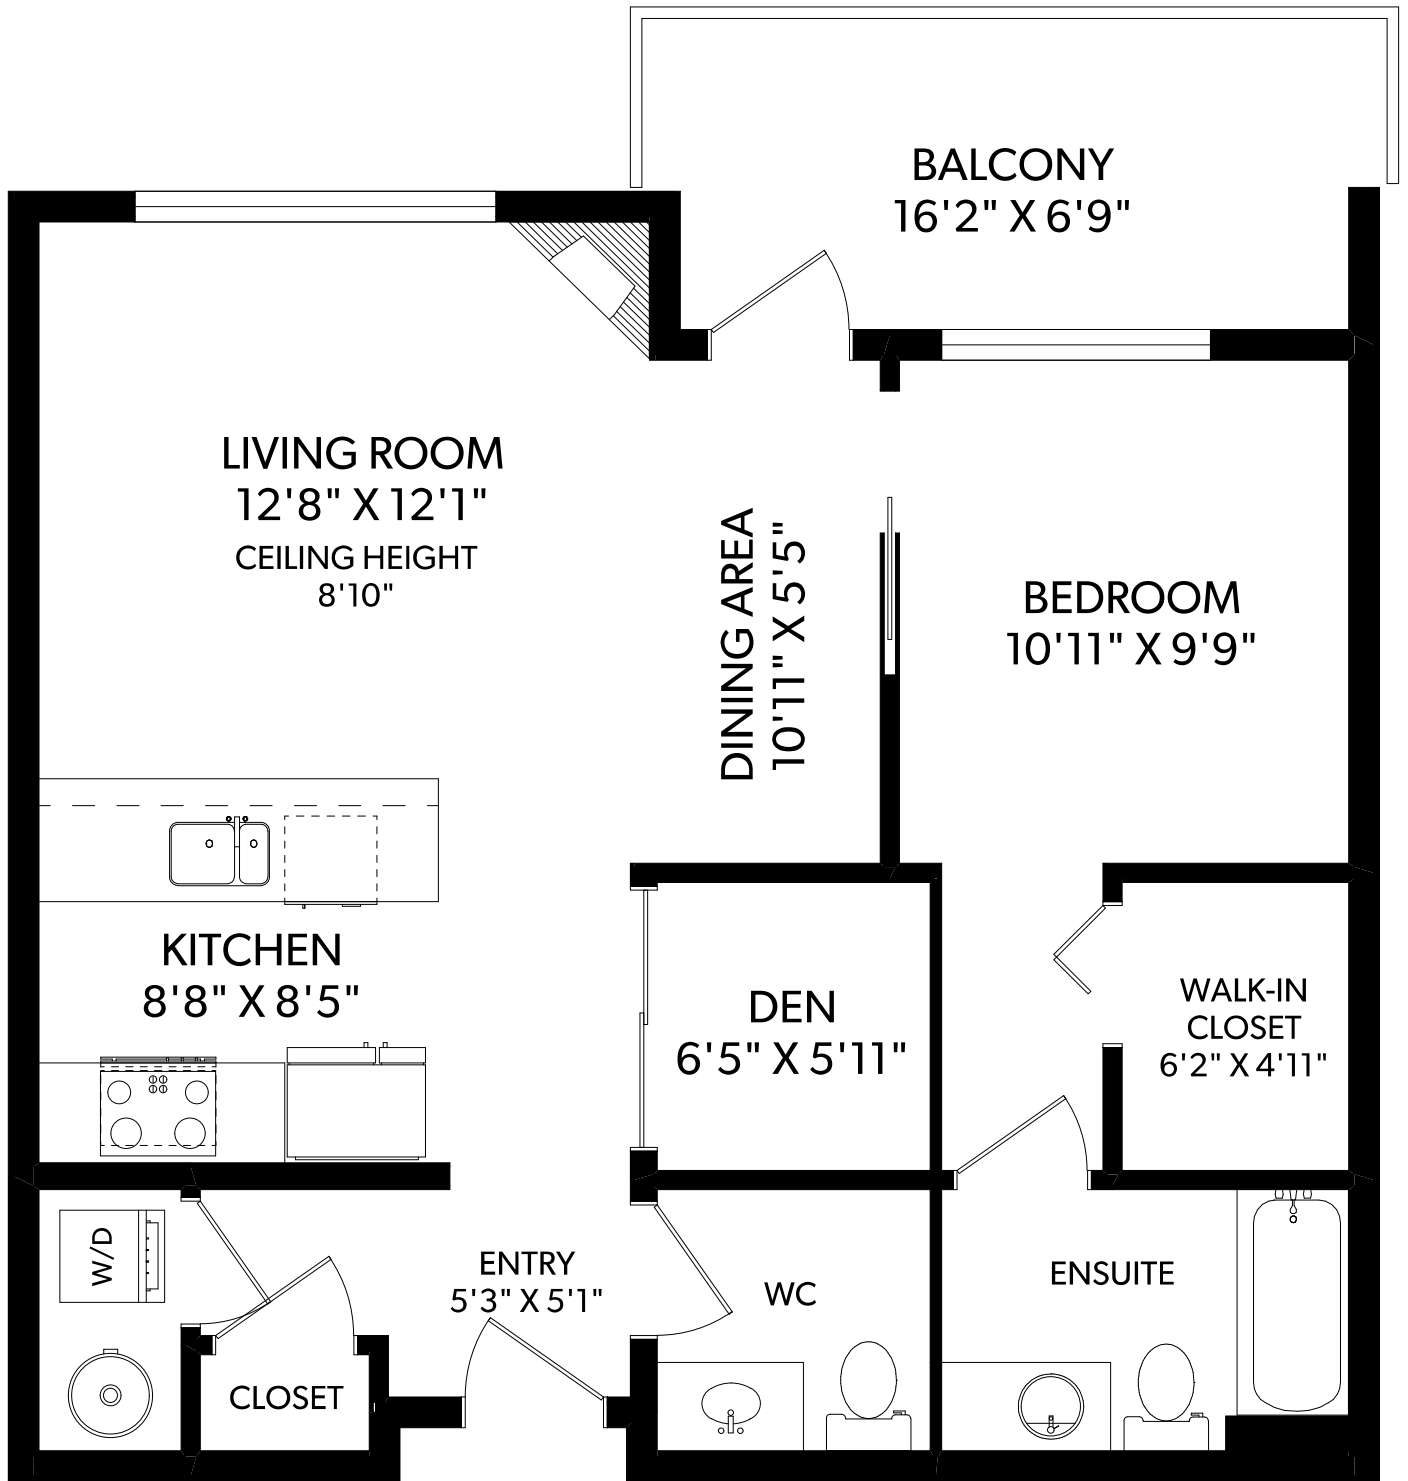 BALCONY
16'2" X 6'9"
LIVING ROOM
12'8" X 12'1"
CEILING HEIGHT
8'10"
DINING AREA
10'11" X 5'5"
BEDROOM
10'11" X 9'9"
KITCHEN
8'8" X 8'5"
DEN
6'5" X 5'11"
WALK-IN
CLOSET
6'2" X 4'11"
W/D
ENTRY
5'3" X 5'1"
WC
ENSUITE
CLOSET